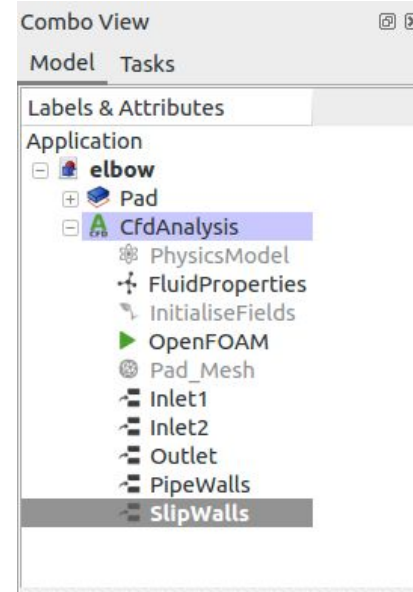 Combo View
Model Tasks
Labels & Attributes
Application
elbow
Pad
CfdAnalysis
PhysicsModel
FluidProperties
InitialiseFields
OpenFOAM
Pad_Mesh
Inlet1
Inlet2
Outlet
PipeWalls
SlipWalls